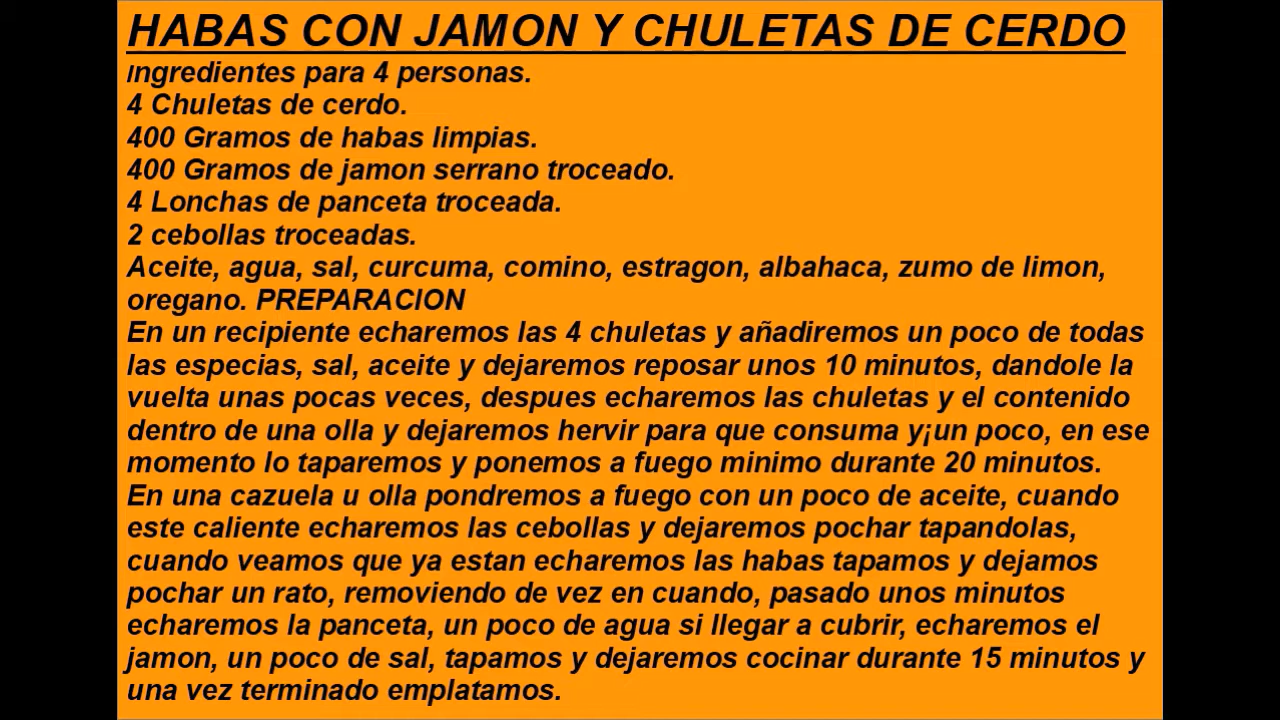 HABAS CON JAMON Y CHULETAS DE CERDO
Ingredientes para 4 personas.
4 Chuletas de cerdo.
400 Gramos de habas limpias.
400 Gramos de jamon serrano troceado.
4 Lonchas de panceta troceada.
2 cebollas troceadas.
Aceite, agua, sal, curcuma, comino, estragon, albahaca, zumo de limon,
oregano. PREPARACION
En un recipiente echaremos las 4 chuletas y añadiremos un poco de todas
las especias, sal, aceite y dejaremos reposar unos 10 minutos, dandole la
vuelta unas pocas veces, despues echaremos las chuletas y el contenido
dentro de una olla y dejaremos hervir para que consuma y¡un poco, en ese
momento lo taparemos y ponemos a fuego minimo durante 20 minutos.
En una cazuela u olla pondremos a fuego con un poco de aceite, cuando
este caliente echaremos las cebollas y dejaremos pochar tapandolas,
cuando veamos que ya estan echaremos las habas tapamos y dejamos
pochar un rato, removiendo de vez en cuando, pasado unos minutos
echaremos la panceta, un poco de agua si llegar a cubrir, echaremos el
jamon, un poco de sal, tapamos y dejaremos cocinar durante 15 minutos y
una vez terminado emplatamos.